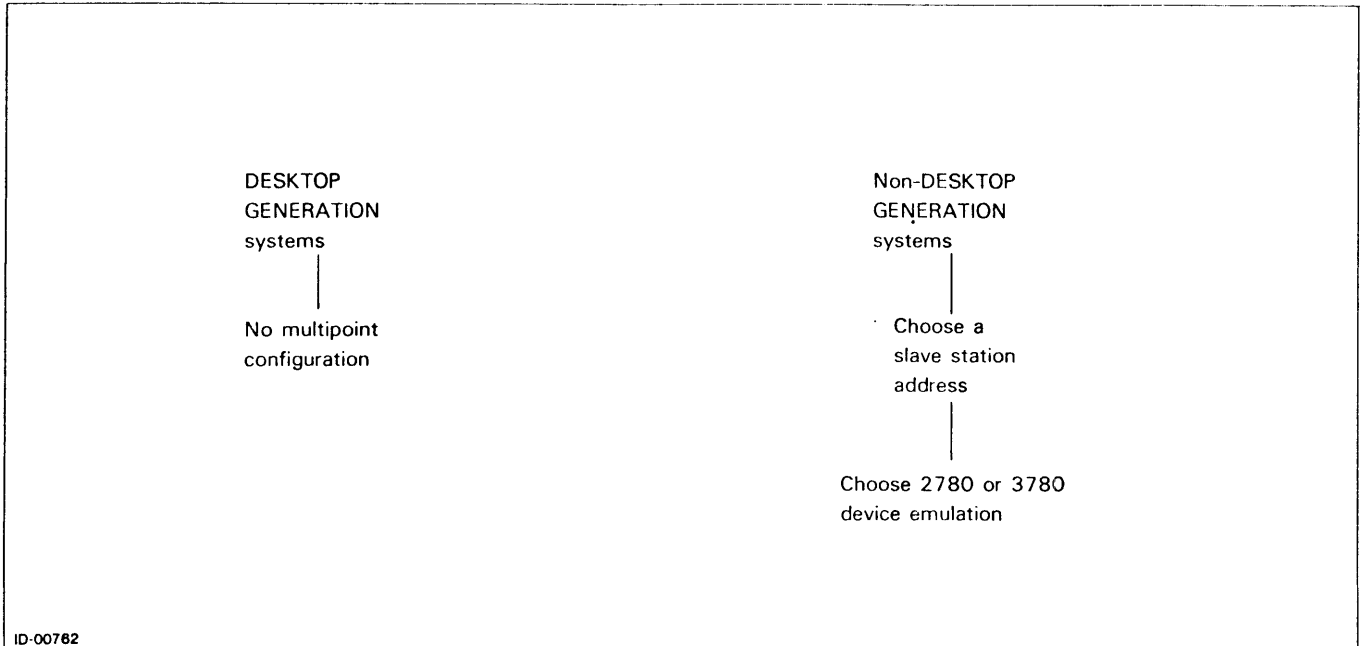 DESKTOP
GENERATION
systems
No multipoint
configuration
Non-DESKTOP
GENERATION
systems
Choose a
slave station
address
Choose 2780 or 3780
device emulation
ID-00762